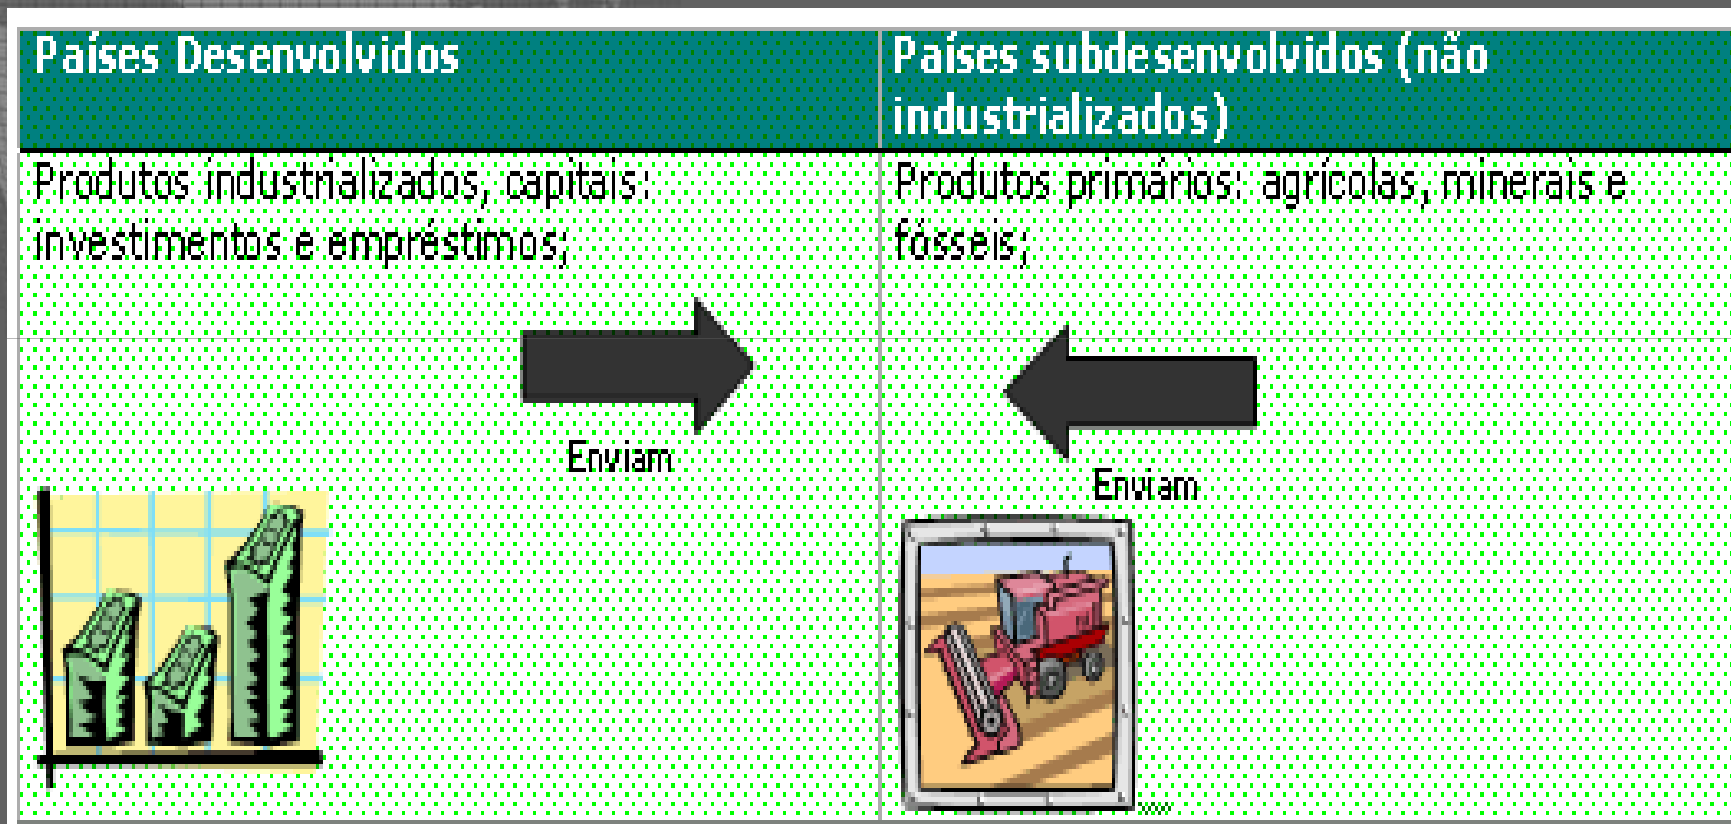 Países Desenvolvidos
Países subdesenvolvidos (não
industrializados)
Produtos industrializados, capitais:
investimentos e empréstimos;
Enviam
Produtos primários: agrícolas, minerais e
fósseis;
Enviam